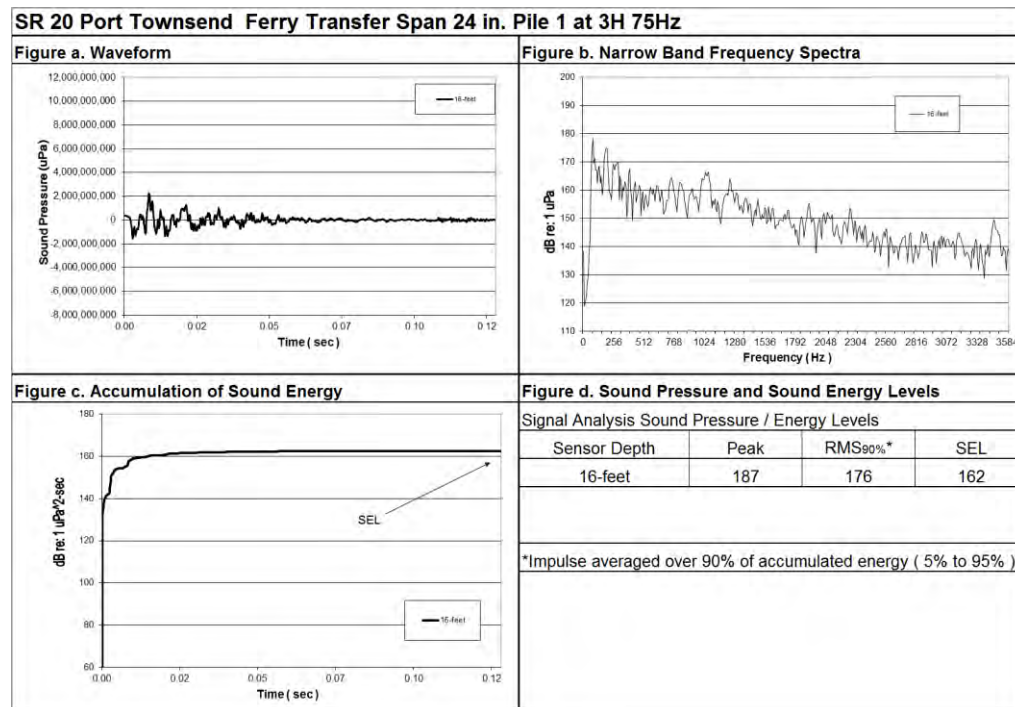 SR 20 Port Townsend Ferry Transfer Span 24 in. Pile 1 at 3H 75Hz
Figure a. Waveform
12,000,000,000
10,000,000,000
8,000,000,000
6,000,000,000
4,000,000,000
2,000,000,000
0
-2,000,000,000
-4,000,000,000
-6,000,000,000
-8,000,000,000
Sound Pressure (uPa)
16-feet
0.00 0.02 0.05 0.07 0.10 0.12
Time ( sec )
Figure b. Narrow Band Frequency Spectra
200
190
180
170
160
150
140
130
120
110
dB re: 1 uPa
16-feet
0 256 512 768 1024 1280 1536 1792 2048 2304 2560 2816 3072 3328 3584
Frequency ( Hz )
Figure c. Accumulation of Sound Energy
180
160
140
120
100
80
60
dB re: 1 uPa^2-sec
SEL
16-feet
0.00 0.02 0.05 0.07 0.10 0.12
Time ( sec )
Figure d. Sound Pressure and Sound Energy Levels
Signal Analysis Sound Pressure / Energy Levels
Sensor Depth Peak RMS90%* SEL
16-feet 187 176 162
*Impulse averaged over 90% of accumulated energy ( 5% to 95% )